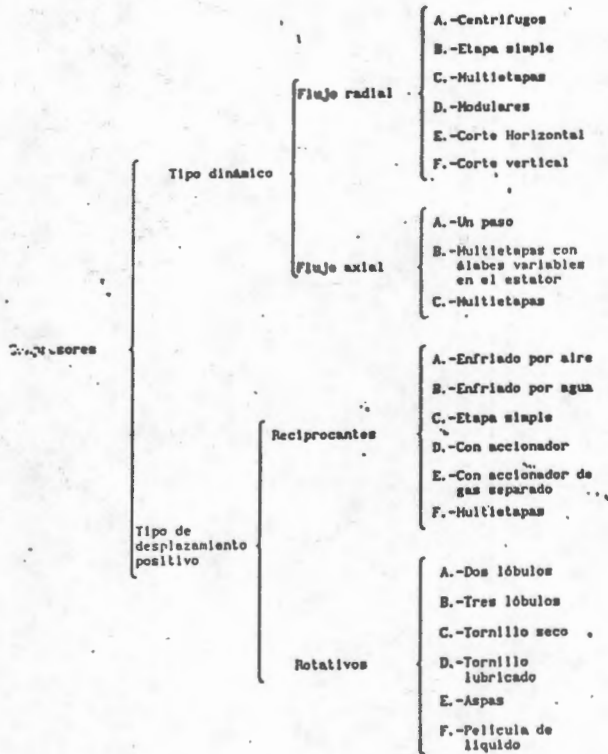 A.-Centrífugos
B.-Etapa simple
Flujo radial
C.-Multietapas
D.-Modulares
E.-Corte Horizontal
F.-Corte vertical
Tipo dinámico
A.-Un paso
B.-Multietapas con
álabes variables
en el estator
Flujo axial
C.-Multietapas
A.-Enfriado por aire
B.-Enfriado por agua
C.-Etapa simple
Reciprocantes
D.-Con accionador
E.-Con accionador de
gas separado
F.-Multietapas
Tipo de
desplazamiento
positivo
A.-Dos lóbulos
B.-Tres lóbulos
C.-Tornillo seco
Rotativos
D.-Tornillo
lubricado
E.-Aspas
F.-Película de
líquido